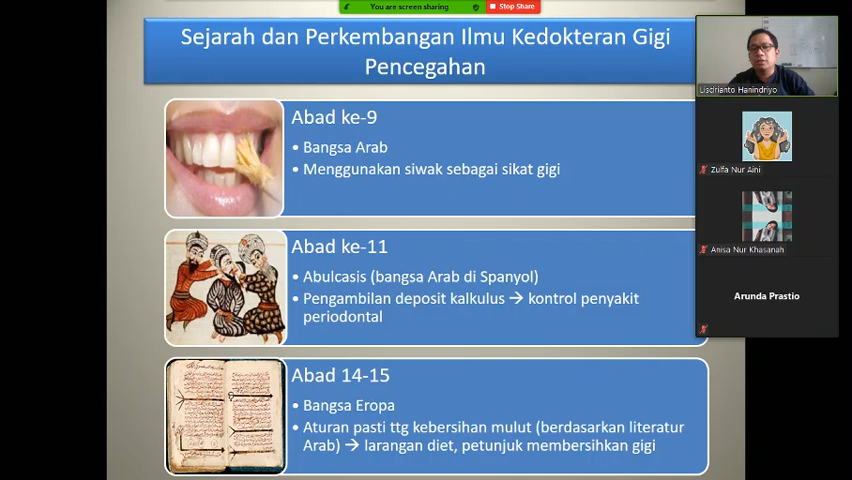 You are screen sharing
Stop Share
Sejarah dan Perkembangan Ilmu Kedokteran Gigi
Pencegahan
Abad ke-9
• Bangsa Arab
• Menggunakan siwak sebagai sikat gigi
Abad ke-11
• Abulcasis (bangsa Arab di Spanyol)
• Pengambilan deposit kalkulus → kontrol penyakit
periodontal
Abad 14-15
• Bangsa Eropa
• Aturan pasti ttg kebersihan mulut (berdasarkan literatur
Arab) → larangan diet, petunjuk membersihkan gigi
Lisdrianto Hanindriyo
Zulfa Nur Aini
Anisa Nur Khasanah
Arunda Prastio